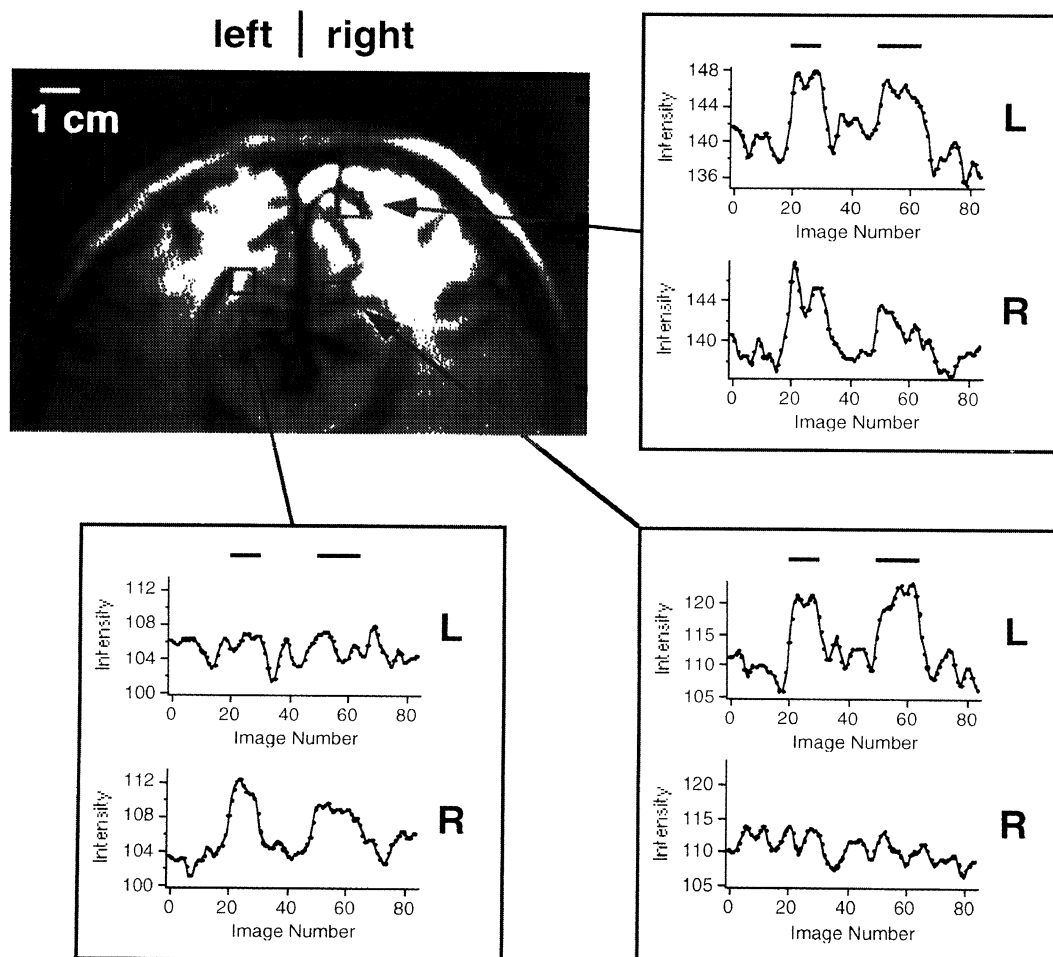 left | right
1 cm
L
Intensity
148
144
140
136
0 20 40 60 80
Image Number
R
Intensity
144
140
0 20 40 60 80
Image Number
L
Intensity
112
108
104
100
0 20 40 60 80
Image Number
R
Intensity
112
108
104
100
0 20 40 60 80
Image Number
L
Intensity
120
115
110
105
0 20 40 60 80
Image Number
R
Intensity
120
115
110
105
0 20 40 60 80
Image Number